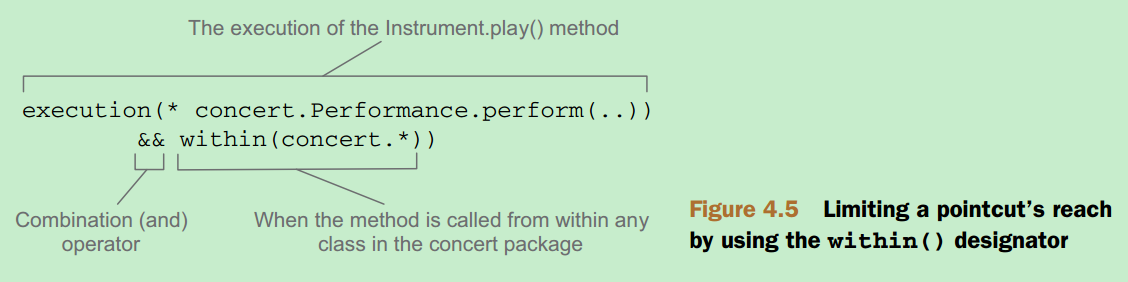 The execution of the Instrument.play() method
execution(* concert.Performance.perform(..))
&& within(concert.*))
Combination (and)
operator
When the method is called from within any
class in the concert package
Figure 4.5 Limiting a pointcut's reach
by using the within() designator